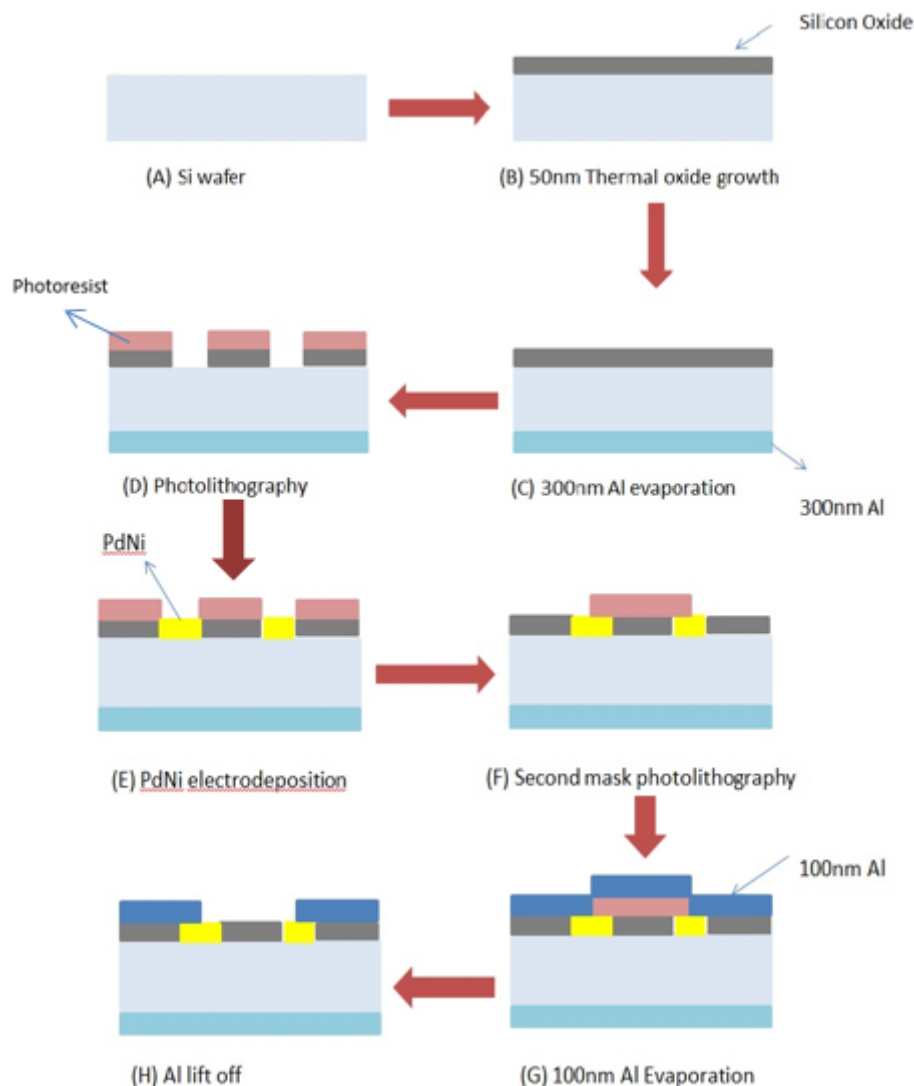 Silicon Oxide
(A) Si wafer
(B) 50nm Thermal oxide growth
Photoresist
(D) Photolithography
(C) 300nm Al evaporation
300nm Al
PdNi
(E) PdNi electrodeposition
(F) Second mask photolithography
100nm Al
(H) Al lift off
(G) 100nm Al Evaporation